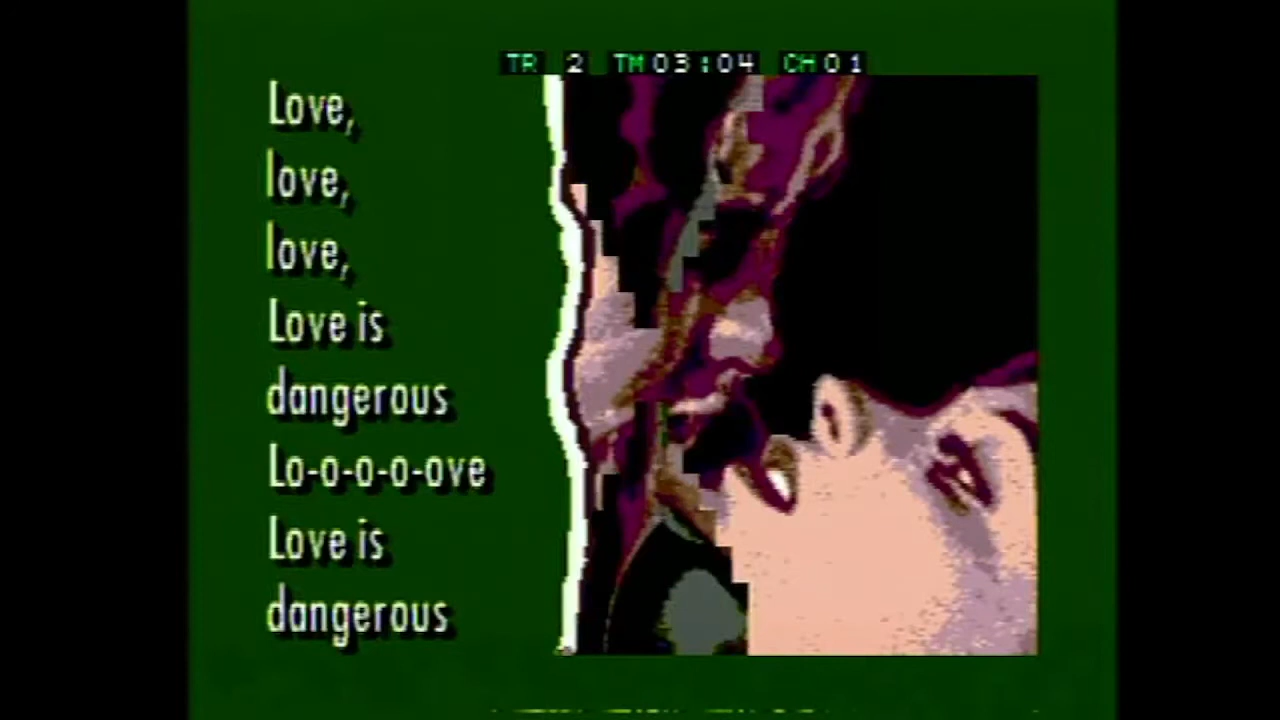 TR 2 TM03:04 CH01
Love,
love,
love,
Love is
dangerous
Lo-o-o-o-ove
Love is
dangerous